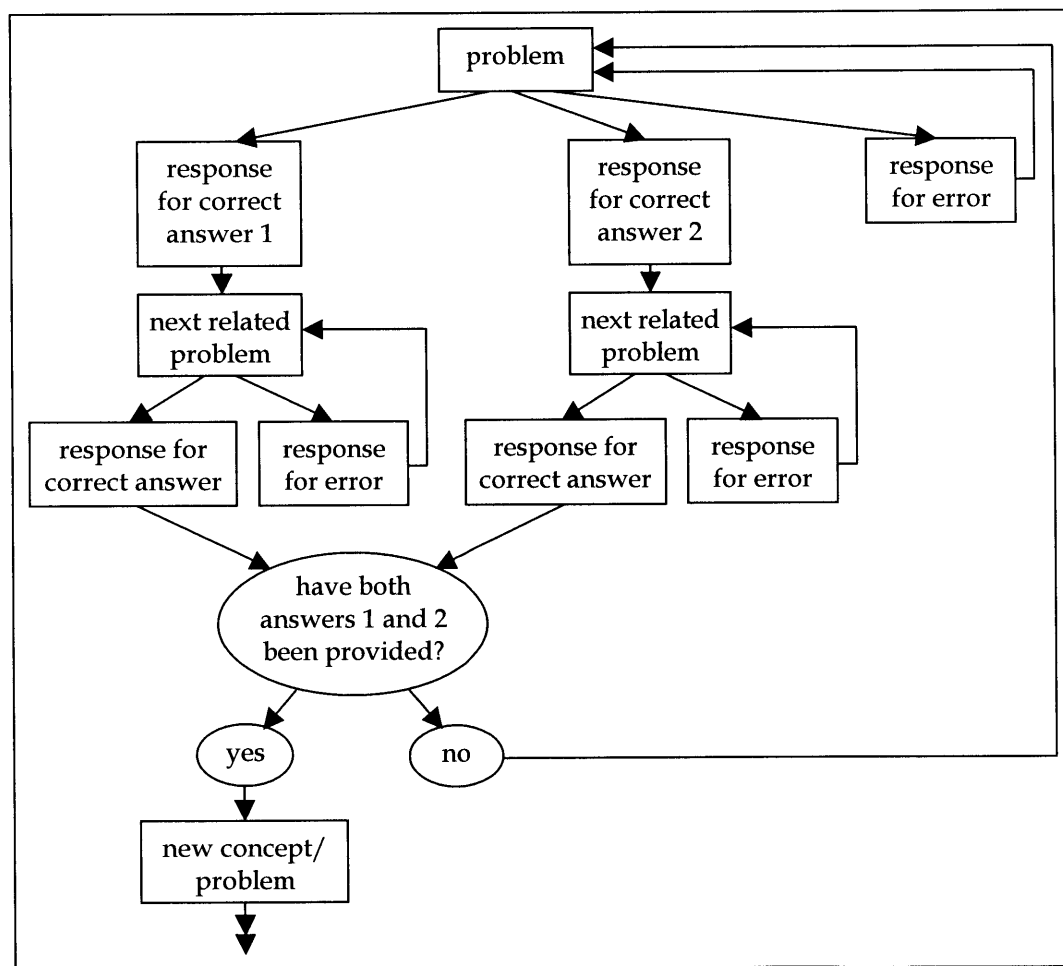 problem
response
for correct
answer 1
response
for correct
answer 2
response
for error
next related
problem
next related
problem
response for
correct answer
response
for error
response for
correct answer
response
for error
have both
answers 1 and 2
been provided?
yes
no
new concept/
problem